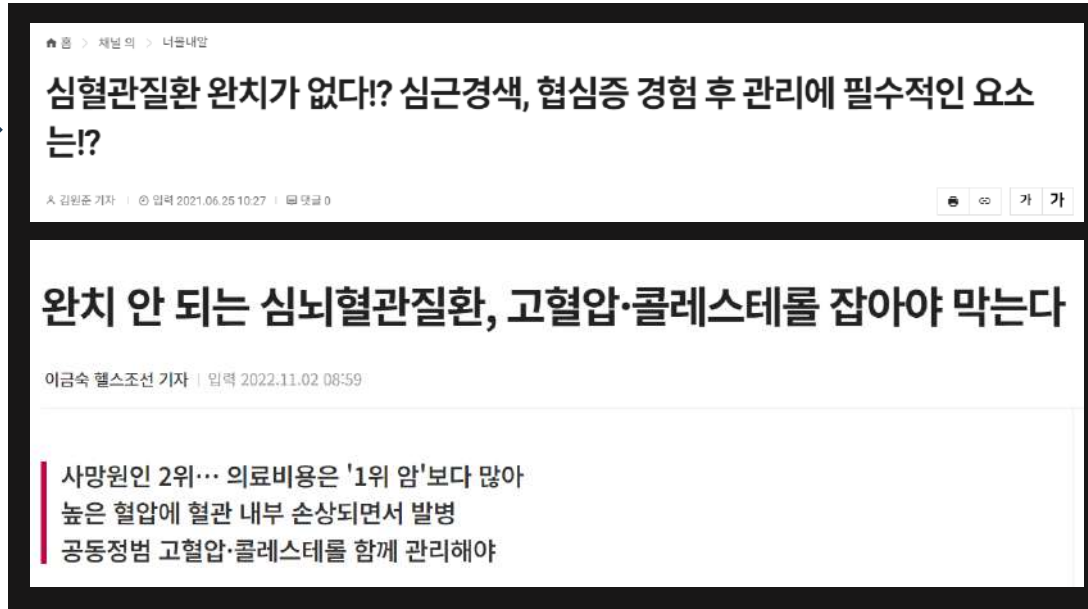 홈 > 채널 의 > 너물내말
심혈관질환 완치가 없다!? 심근경색, 협심증 경험 후 관리에 필수적인 요소
는!?
김원준 기자 | 입력 2021.06.25 10:27 | 댓글 0
가 가
완치 안 되는 심뇌혈관질환, 고혈압·콜레스테롤 잡아야 막는다
이금숙 헬스조선 기자 | 입력 2022.11.02 08:59
사망원인 2위… 의료비용은 '1위 암'보다 많아
높은 혈압에 혈관 내부 손상되면서 발병
공동정범 고혈압·콜레스테롤 함께 관리해야